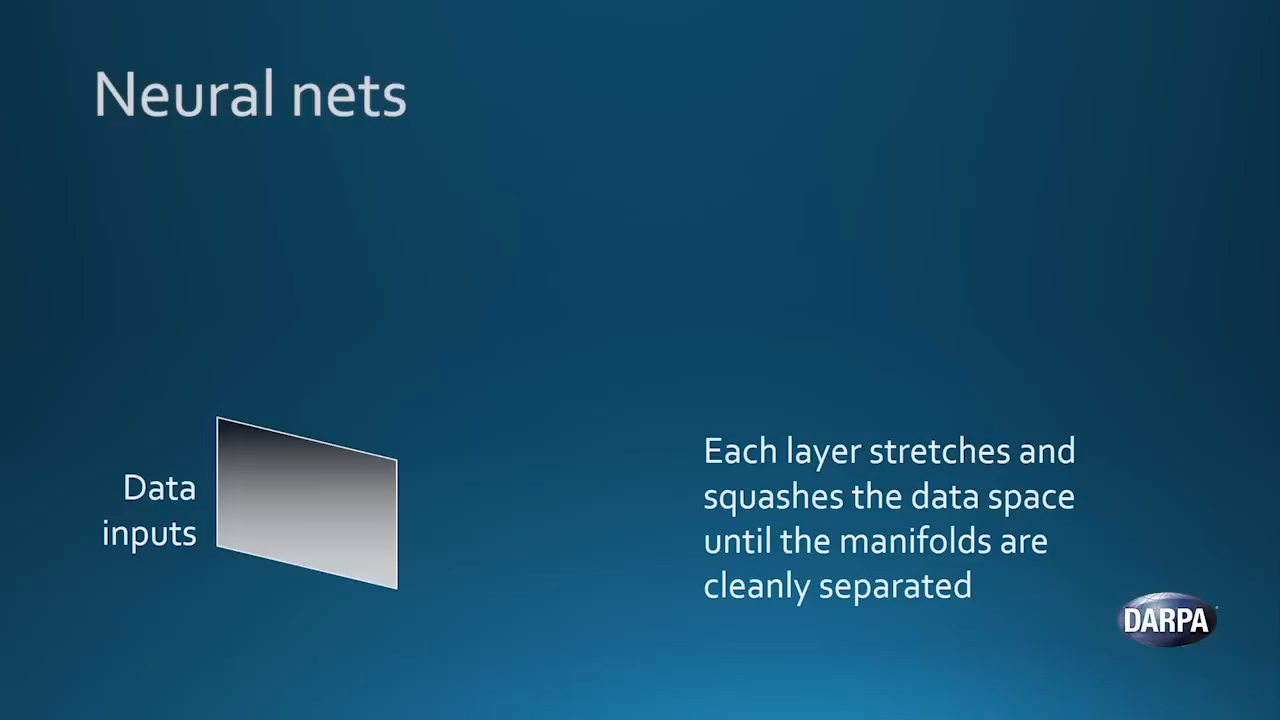 Neural nets
Data
inputs
Each layer stretches and
squashes the data space
until the manifolds are
cleanly separated
DARPA